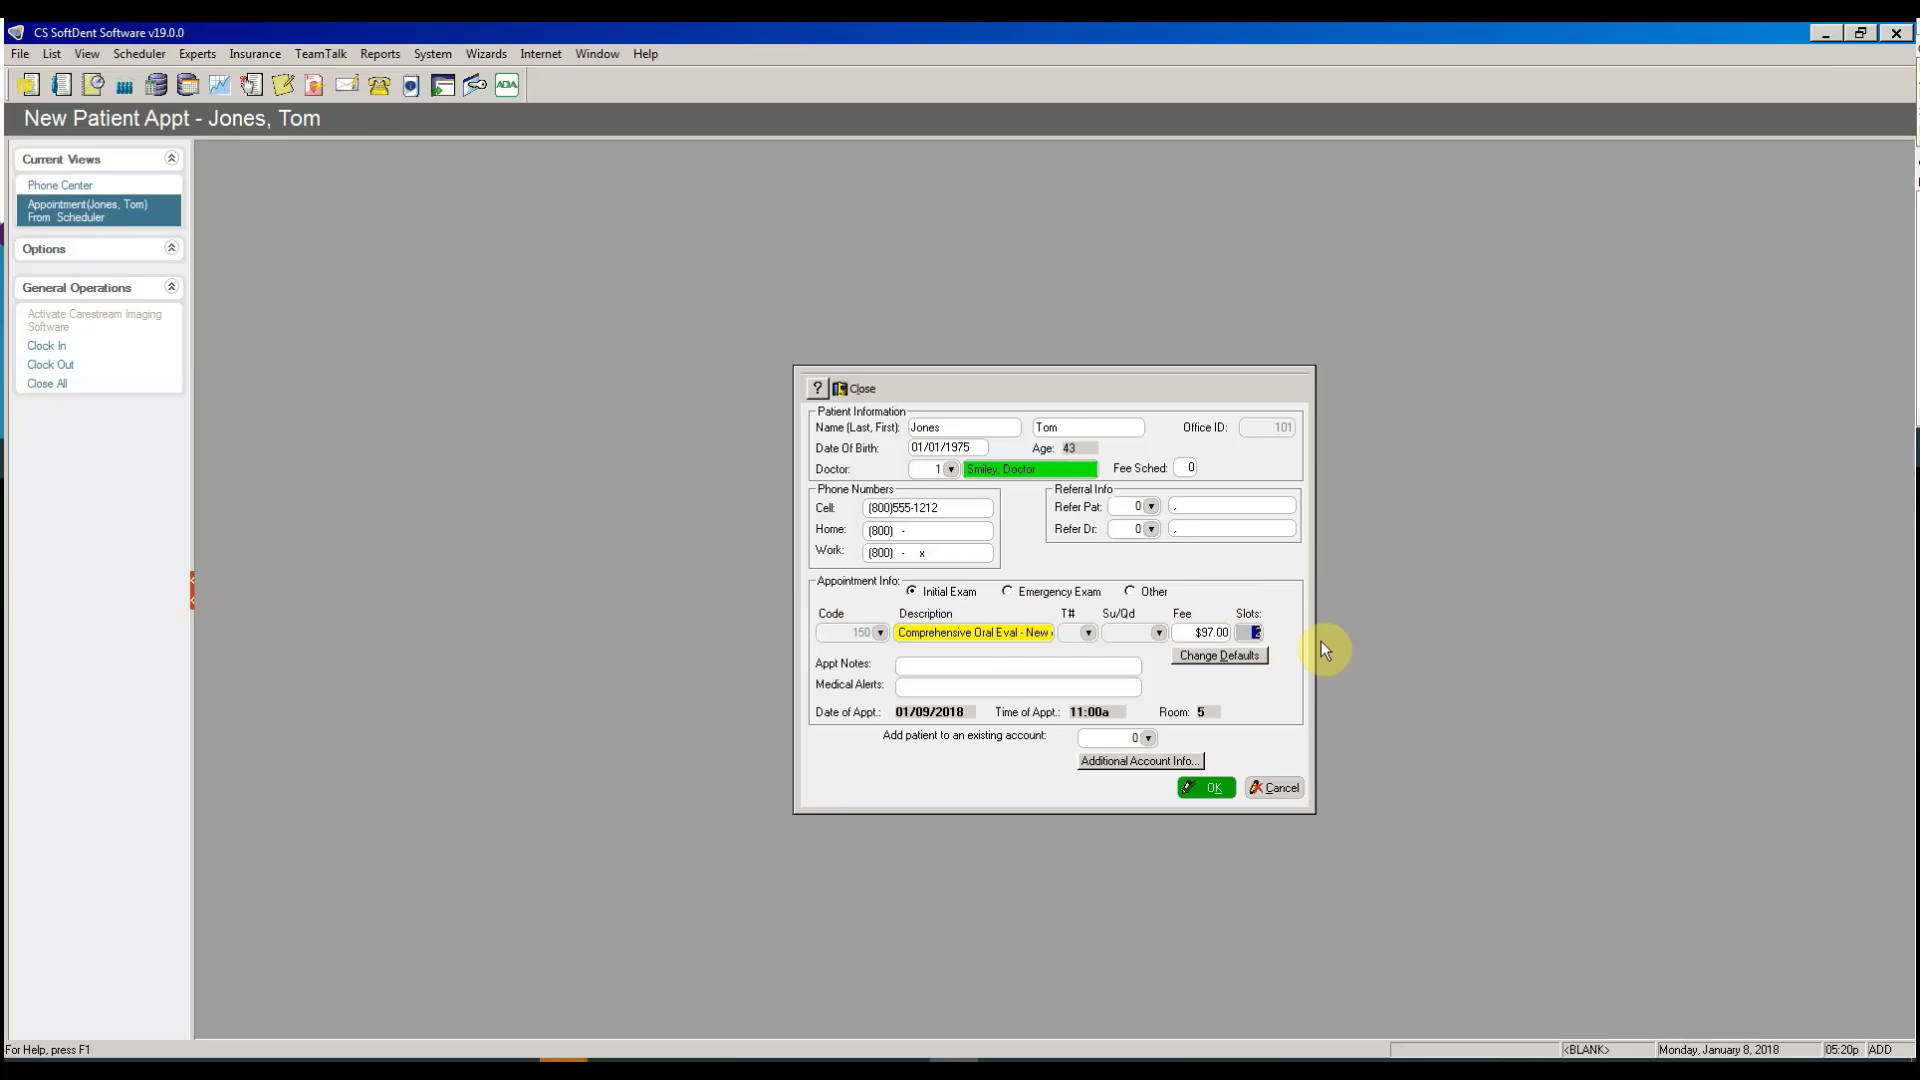 CS SoftDent Software v19.0.0
File List View Scheduler Experts Insurance TeamTalk Reports System Wizards Internet Window Help
ADA
New Patient Appt - Jones, Tom
Current Views
Phone Center
Appointment(Jones, Tom)
From Scheduler
Options
General Operations
Activate Carestream Imaging
Software
Clock In
Clock Out
Close All
? Close
Patient Information
Name (Last, First): Jones Tom Office ID: 101
Date Of Birth: 01/01/1975 Age: 43
Doctor: 1 Smiley, Doctor Fee Sched: 0
Phone Numbers Referral Info
Cell: (800)555-1212 Refer Pat: 0 ,
Home: (800) - Refer Dr: 0 ,
Work: (800) - x
Appointment Info: Initial Exam Emergency Exam Other
Code Description T# Su/Qd Fee Slots:
150 Comprehensive Oral Eval - New $97.00 2
Change Defaults
Appt Notes:
Medical Alerts:
Date of Appt.: 01/09/2018 Time of Appt.: 11:00a Room: 5
Add patient to an existing account: 0
Additional Account Info...
OK Cancel
For Help, press F1 <BLANK> Monday, January 8, 2018 05:20p ADD